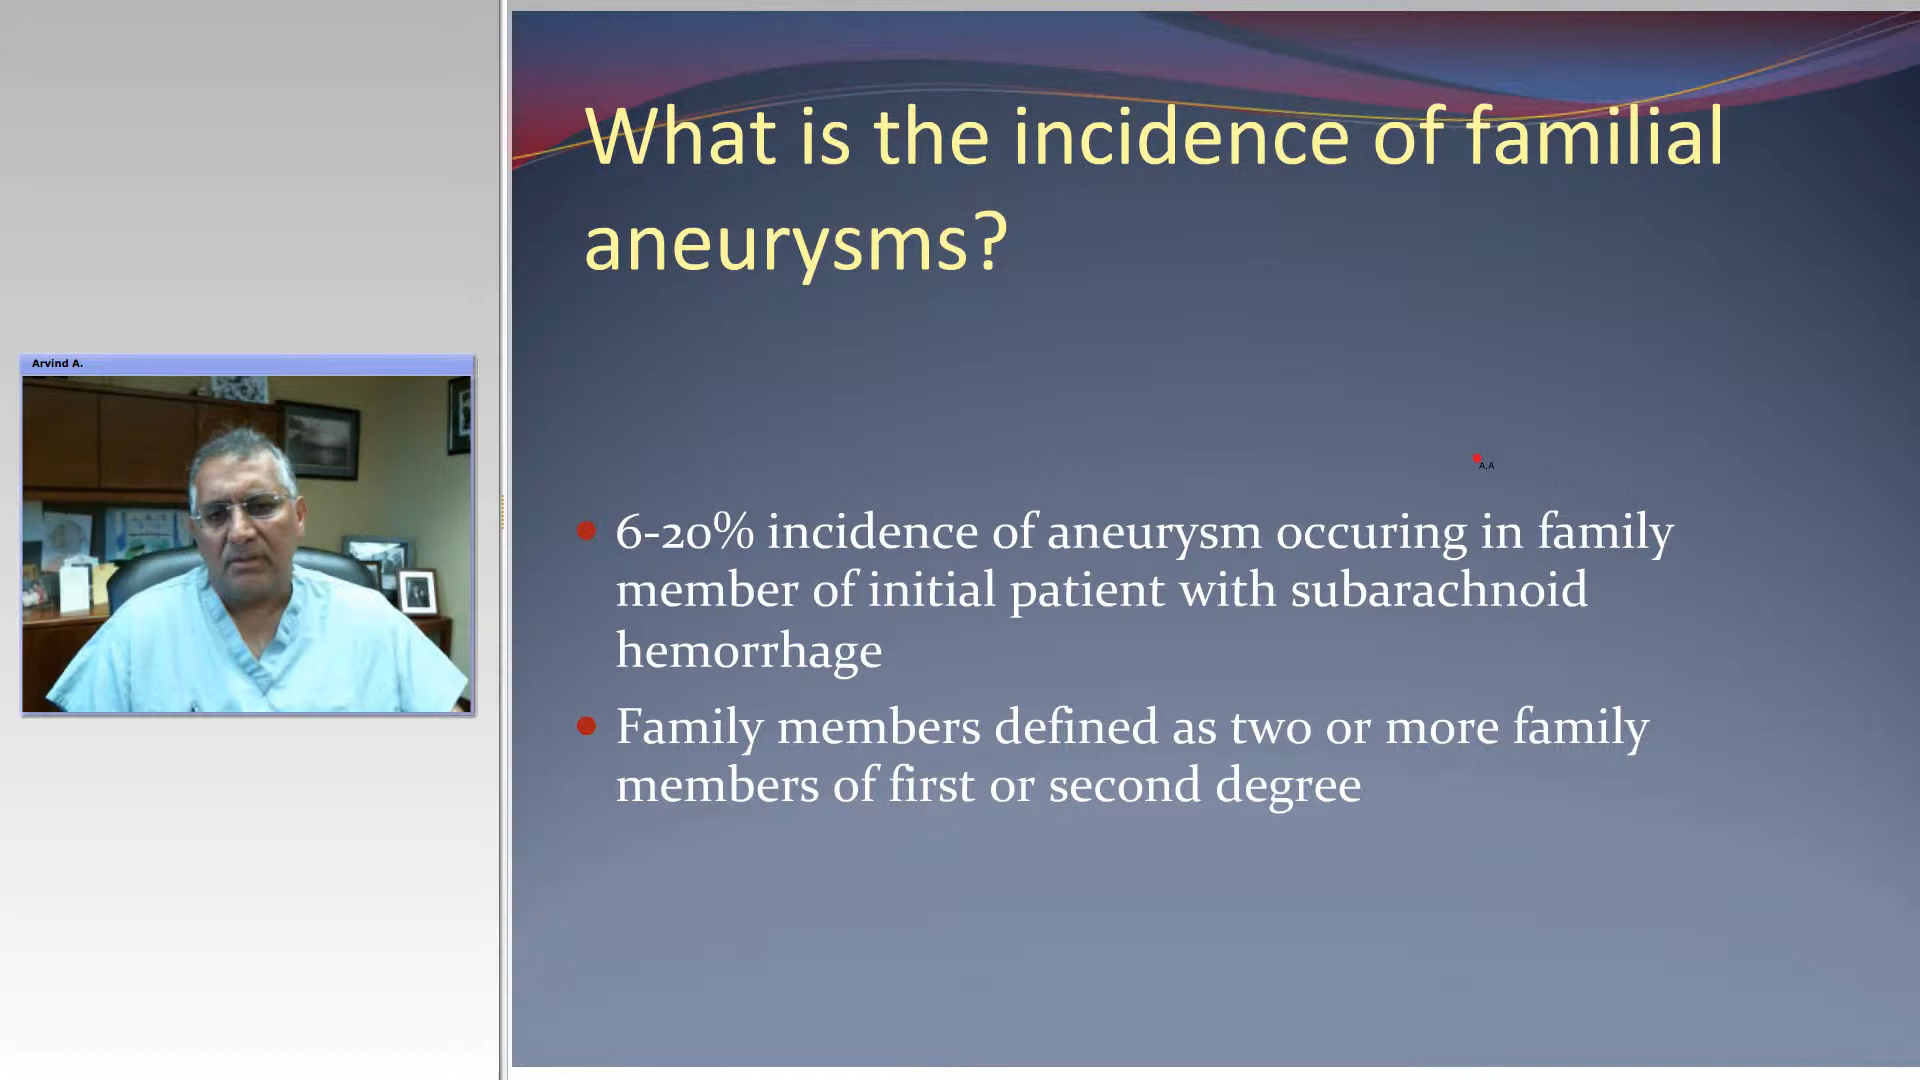 Arvind A.
What is the incidence of familial
aneurysms?
A.A
6-20% incidence of aneurysm occuring in family
member of initial patient with subarachnoid
hemorrhage
Family members defined as two or more family
members of first or second degree